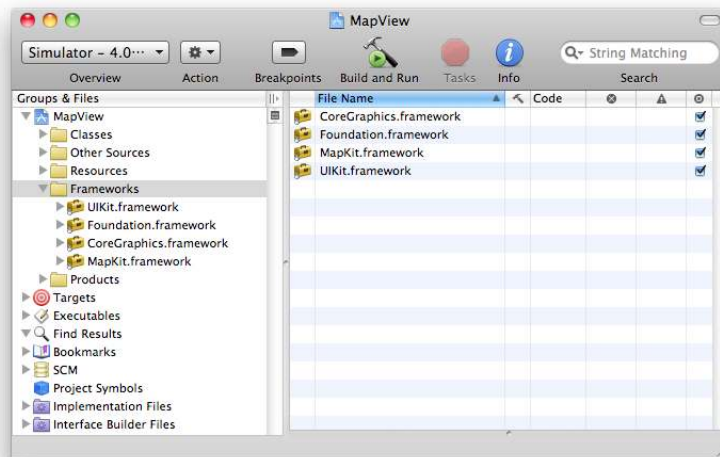 MapView
Simulator - 4.0···
Overview
Action
Breakpoints
Build and Run
Tasks
Info
String Matching
Search
Groups & Files
MapView
Classes
Other Sources
Resources
Frameworks
UIKit.framework
Foundation.framework
CoreGraphics.framework
MapKit.framework
Products
Targets
Executables
Find Results
Bookmarks
SCM
Project Symbols
Implementation Files
Interface Builder Files
File Name
Code
CoreGraphics.framework
Foundation.framework
MapKit.framework
UIKit.framework